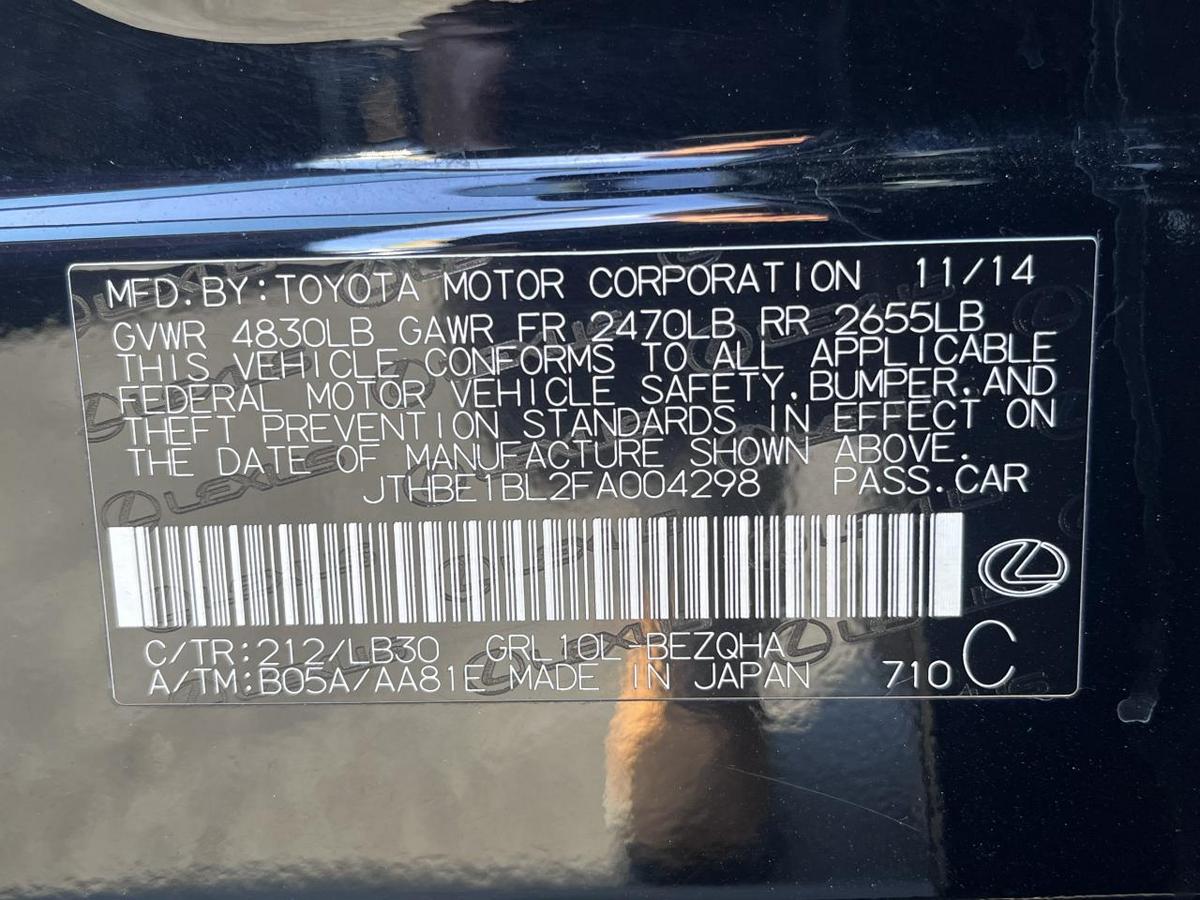 MFD.BY:TOYOTA MOTOR CORPORATION 11/14
GVWR 4830LB GAWR FR 2470LB RR 2655LB
THIS VEHICLE CONFORMS TO ALL APPLICABLE
FEDERAL MOTOR VEHICLE SAFETY.BUMPER.AND
THEFT PREVENTION STANDARDS IN EFFECT ON
THE DATE OF MANUFACTURE SHOWN ABOVE.
JTHBE1BL2FA004298 PASS.CAR
C/TR:212/LB30 GRL10L-BEZQHA
A/TM:B05A/AA81E MADE IN JAPAN 710 C